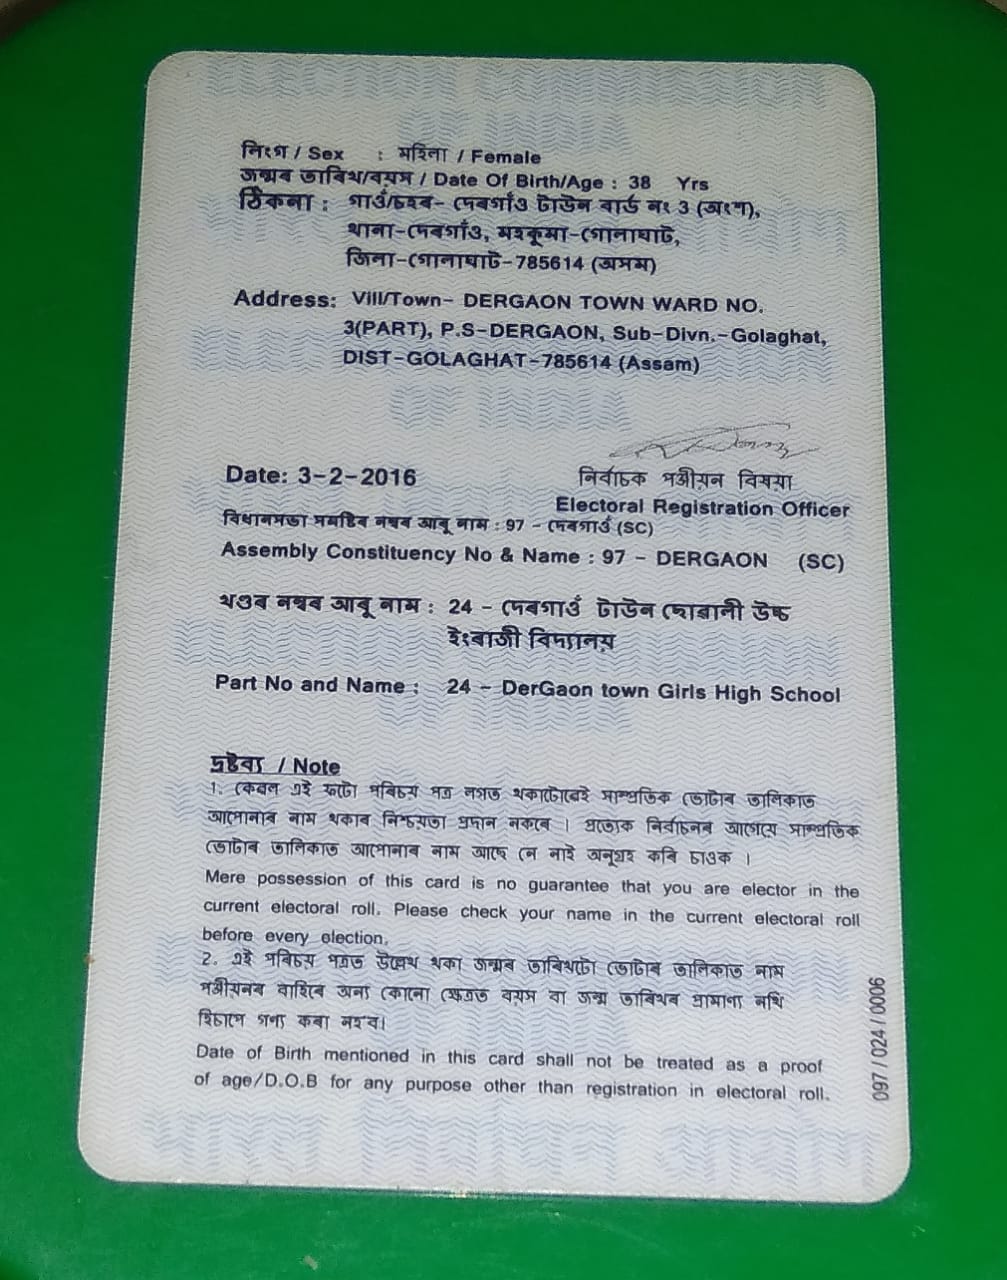 লিংগ / Sex : মহিলা / Female
জন্মৰ তাৰিখ/বয়স / Date Of Birth/Age : 38 Yrs
ঠিকনা : গাওঁ/চহৰ- দেৰগাঁও টাউন ৱাৰ্ড নং 3 (অংশ),
থানা-দেৰগাঁও, মহকুমা-গোলাঘাট,
জিলা-গোলাঘাট-785614 (অসম)
Address: Vill/Town- DERGAON TOWN WARD NO.
3(PART), P.S-DERGAON, Sub-Divn.-Golaghat,
DIST-GOLAGHAT-785614 (Assam)
Date: 3-2-2016
নিৰ্বাচক পঞ্জীয়ন বিষয়া
Electoral Registration Officer
বিধানসভা সমষ্টিৰ নম্বৰ আৰু নাম : 97 - দেৰগাওঁ (SC)
Assembly Constituency No & Name : 97 - DERGAON (SC)
খণ্ডৰ নম্বৰ আৰু নাম : 24 - দেৰগাওঁ টাউন ছোৱালী উচ্চ
ইংৰাজী বিদ্যালয়
Part No and Name : 24 - DerGaon town Girls High School
দ্ৰষ্টব্য / Note
1. কেৱল এই ফটো পৰিচয় পত্ৰ লগত থকাটোৱেই সাম্প্ৰতিক ভোটাৰ তালিকাত
আপোনাৰ নাম থকাৰ নিশ্চয়তা প্ৰদান নকৰে । প্ৰত্যেক নিৰ্বাচনৰ আগেয়ে সাম্প্ৰতিক
ভোটাৰ তালিকাত আপোনাৰ নাম আছে নে নাই অনুগ্ৰহ কৰি চাওক ।
Mere possession of this card is no guarantee that you are elector in the
current electoral roll. Please check your name in the current electoral roll
before every election.
2. এই পৰিচয় পত্ৰত উল্লেখ থকা জন্মৰ তাৰিখটো ভোটাৰ তালিকাত নাম
পঞ্জীয়নৰ বাহিৰে অন্য কোনো ক্ষেত্ৰত বয়স বা জন্ম তাৰিখৰ প্ৰামাণ্য নথি
হিচাপে গণ্য কৰা নহ'ব।
Date of Birth mentioned in this card shall not be treated as a proof
of age/D.O.B for any purpose other than registration in electoral roll.
097 / 024 / 0006